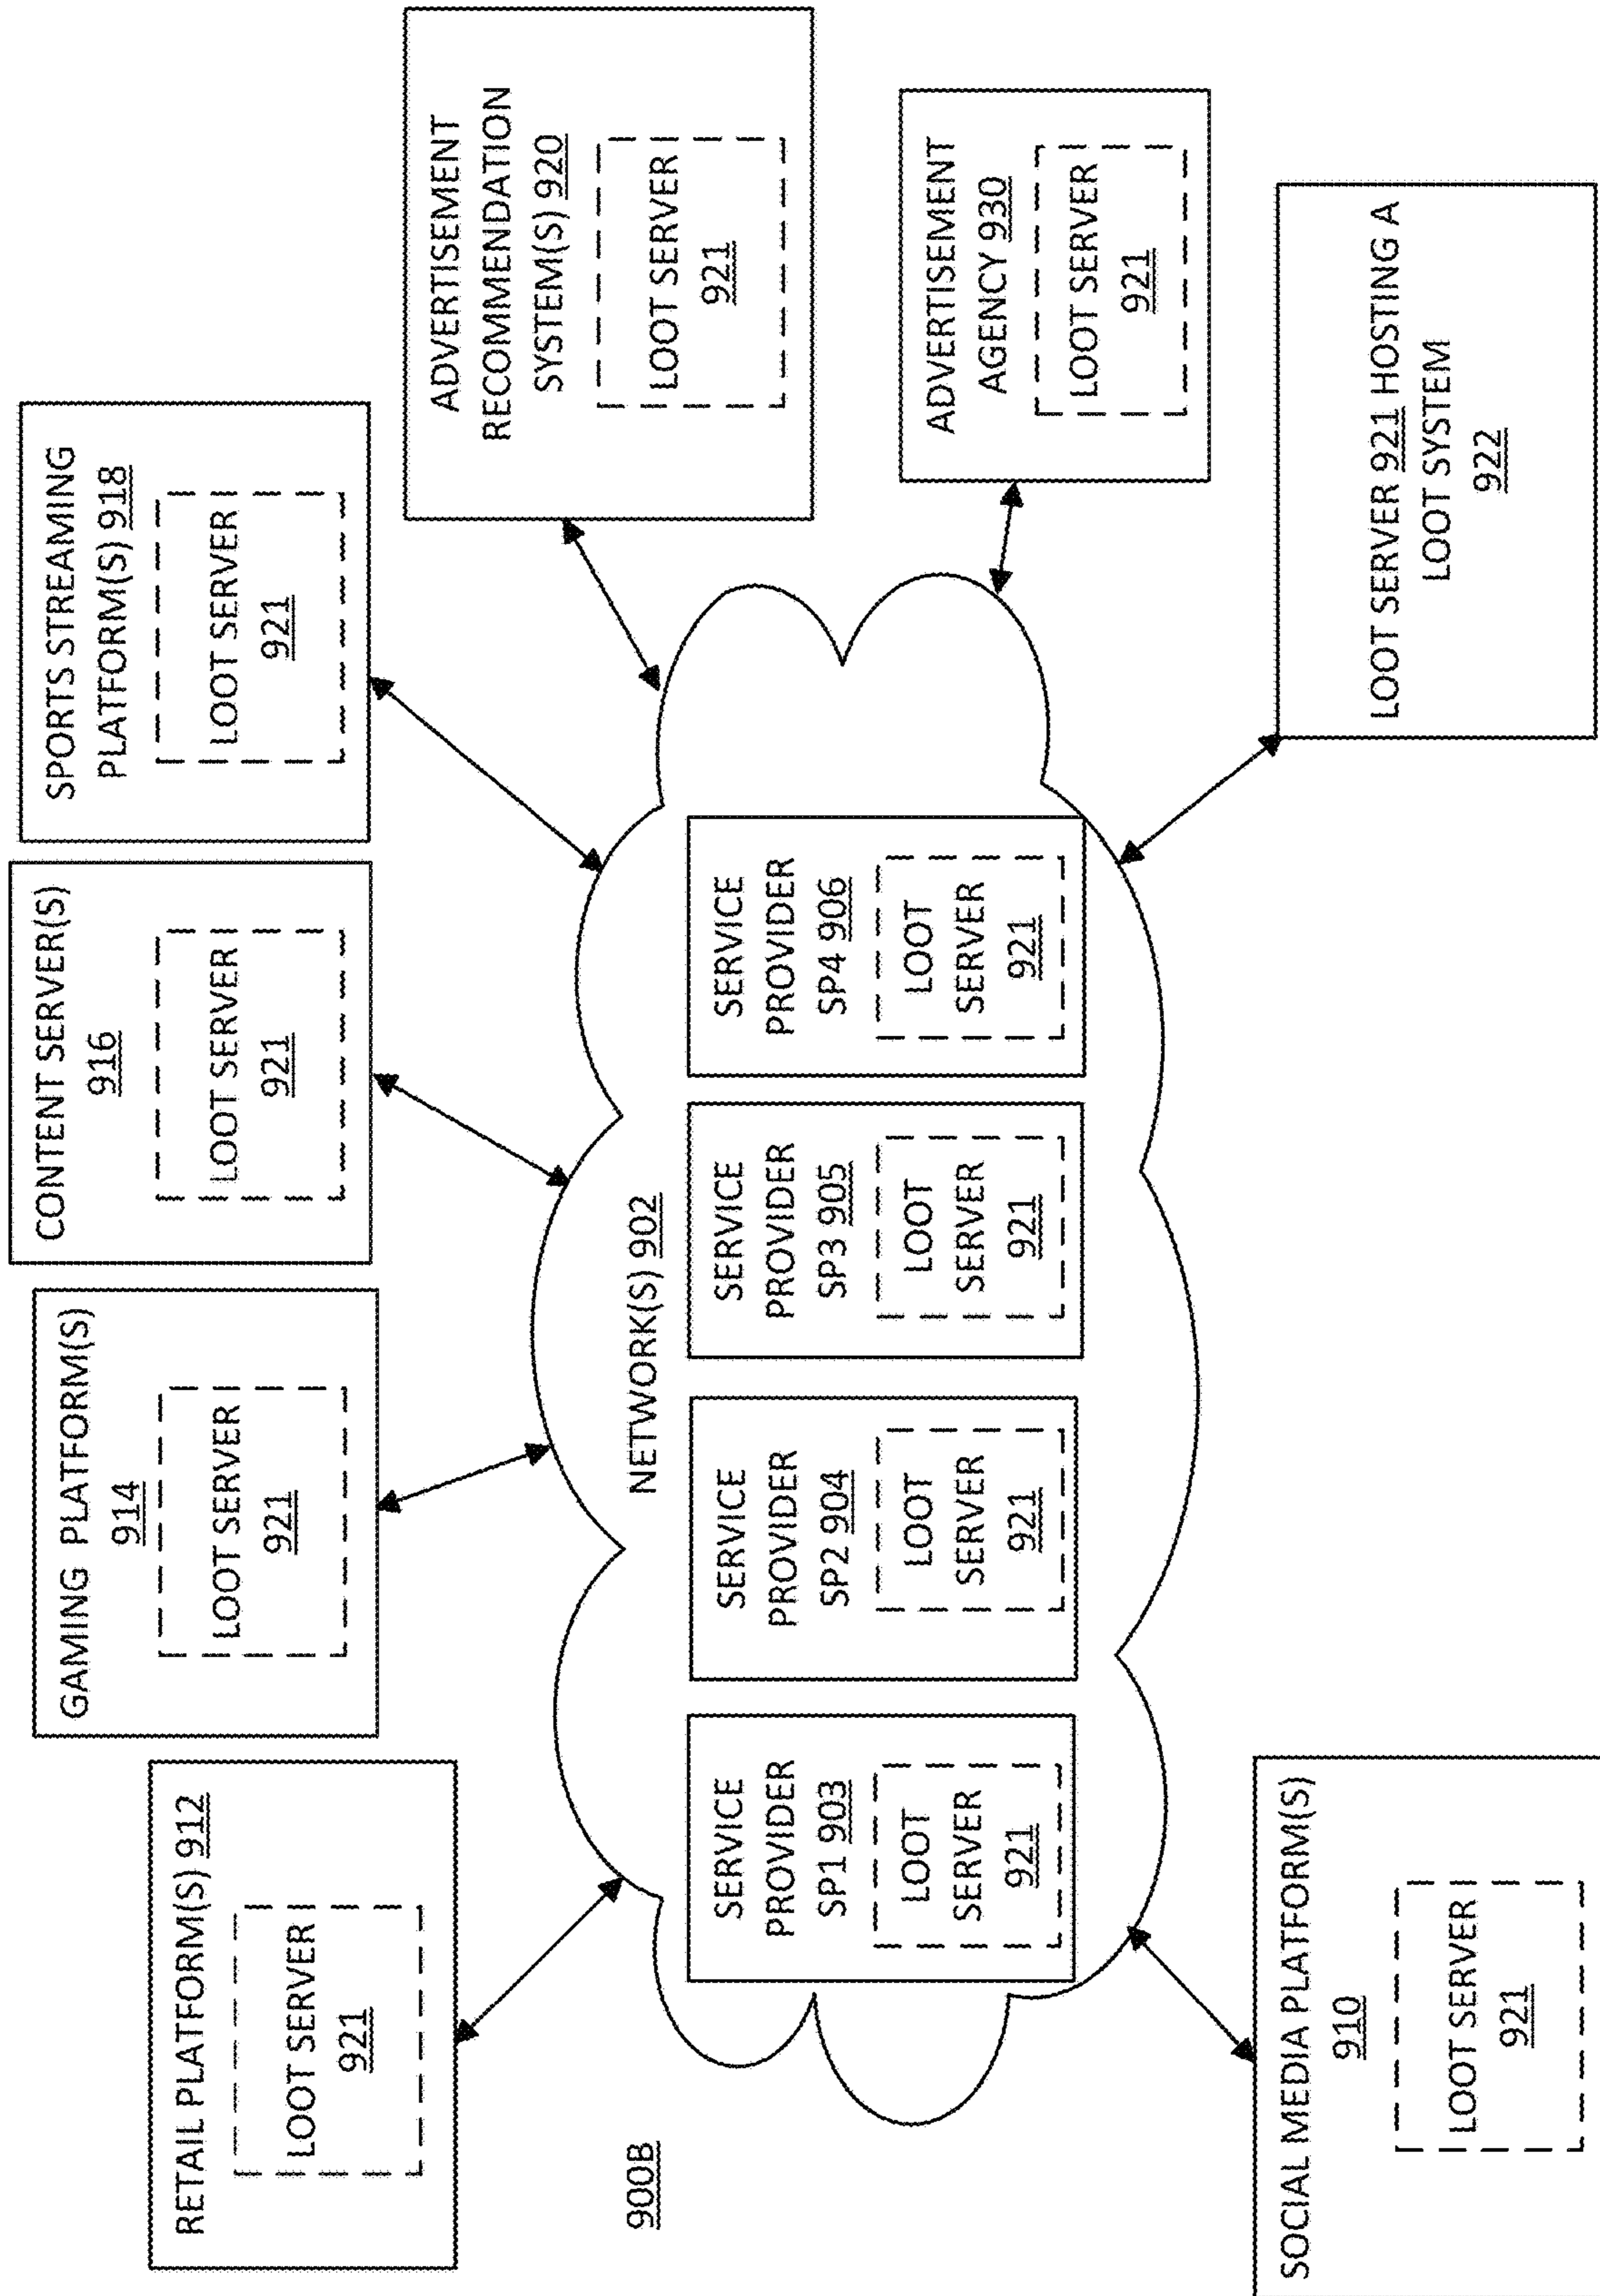 RETAIL PLATFORM(S) 912
LOOT SERVER
921
GAMING PLATFORM(S)
914
LOOT SERVER
921
CONTENT SERVER(S)
916
LOOT SERVER
921
SPORTS STREAMING
PLATFORM(S) 918
LOOT SERVER
921
ADVERTISEMENT
RECOMMENDATION
SYSTEM(S) 920
LOOT SERVER
921
900B
NETWORK(S) 902
SERVICE
PROVIDER
SP1 903
LOOT
SERVER
921
SERVICE
PROVIDER
SP2 904
LOOT
SERVER
921
SERVICE
PROVIDER
SP3 905
LOOT
SERVER
921
SERVICE
PROVIDER
SP4 906
LOOT
SERVER
921
ADVERTISEMENT
AGENCY 930
LOOT SERVER
921
SOCIAL MEDIA PLATFORM(S)
910
LOOT SERVER
921
LOOT SERVER 921 HOSTING A
LOOT SYSTEM
922